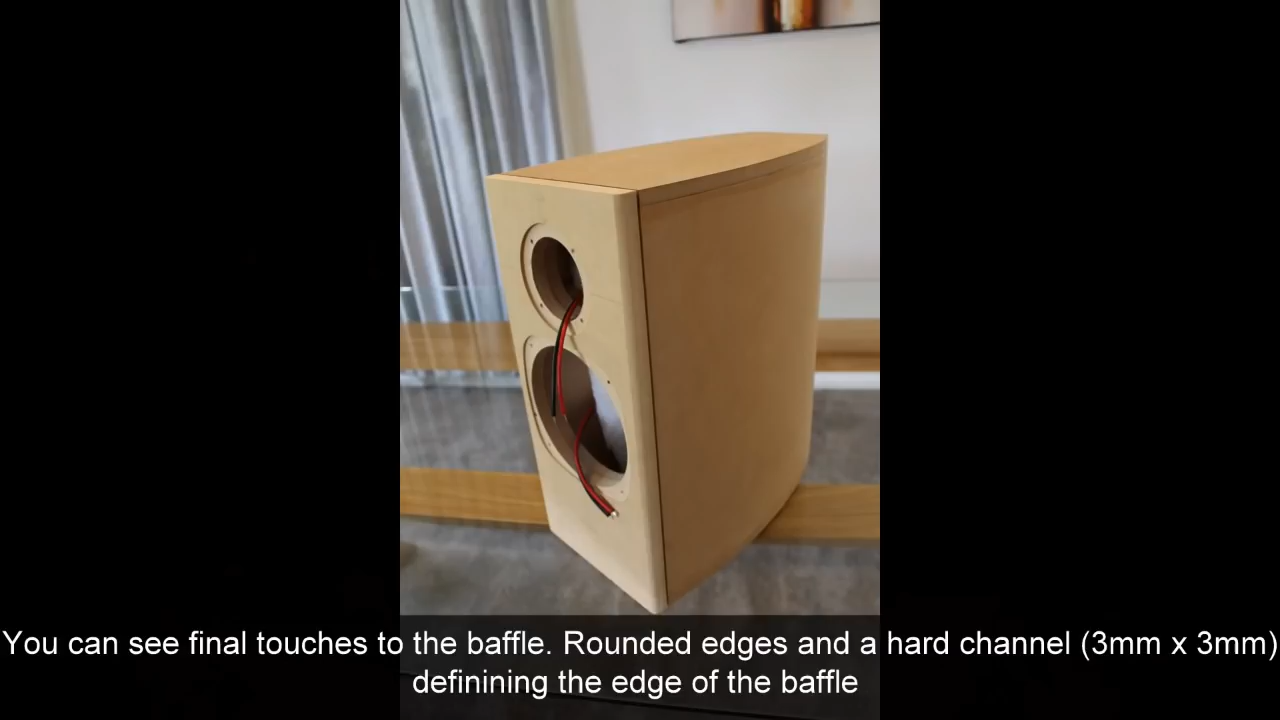 You can see final touches to the baffle. Rounded edges and a hard channel (3mm x 3mm)
definining the edge of the baffle